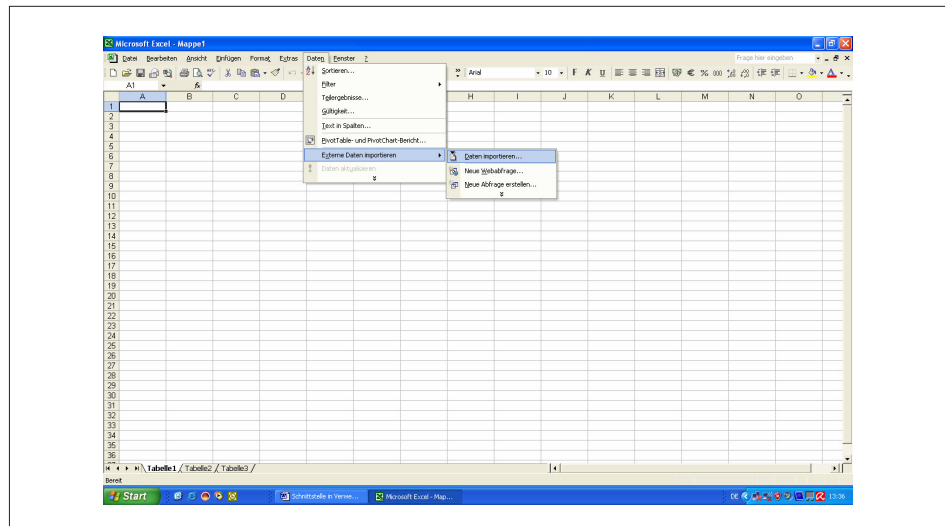 Microsoft Excel - Mappe1
Datei Bearbeiten Ansicht Einfügen Format Extras Daten Fenster ?
Frage hier eingeben
Arial 10 F K U € % 000
A1 fx
Sortieren...
Filter
Teilergebnisse...
Gültigkeit...
Text in Spalten...
PivotTable- und PivotChart-Bericht...
Externe Daten importieren
Daten aktualisieren
Daten importieren...
Neue Webabfrage...
Neue Abfrage erstellen...
A B C D H I J K L M N O
1
2
3
4
5
6
7
8
9
10
11
12
13
14
15
16
17
18
19
20
21
22
23
24
25
26
27
28
29
30
31
32
33
34
35
36
Tabelle1 Tabelle2 Tabelle3
Bereit
Start
Schnittstelle in Verwe...
Microsoft Excel - Map...
DE
13:36